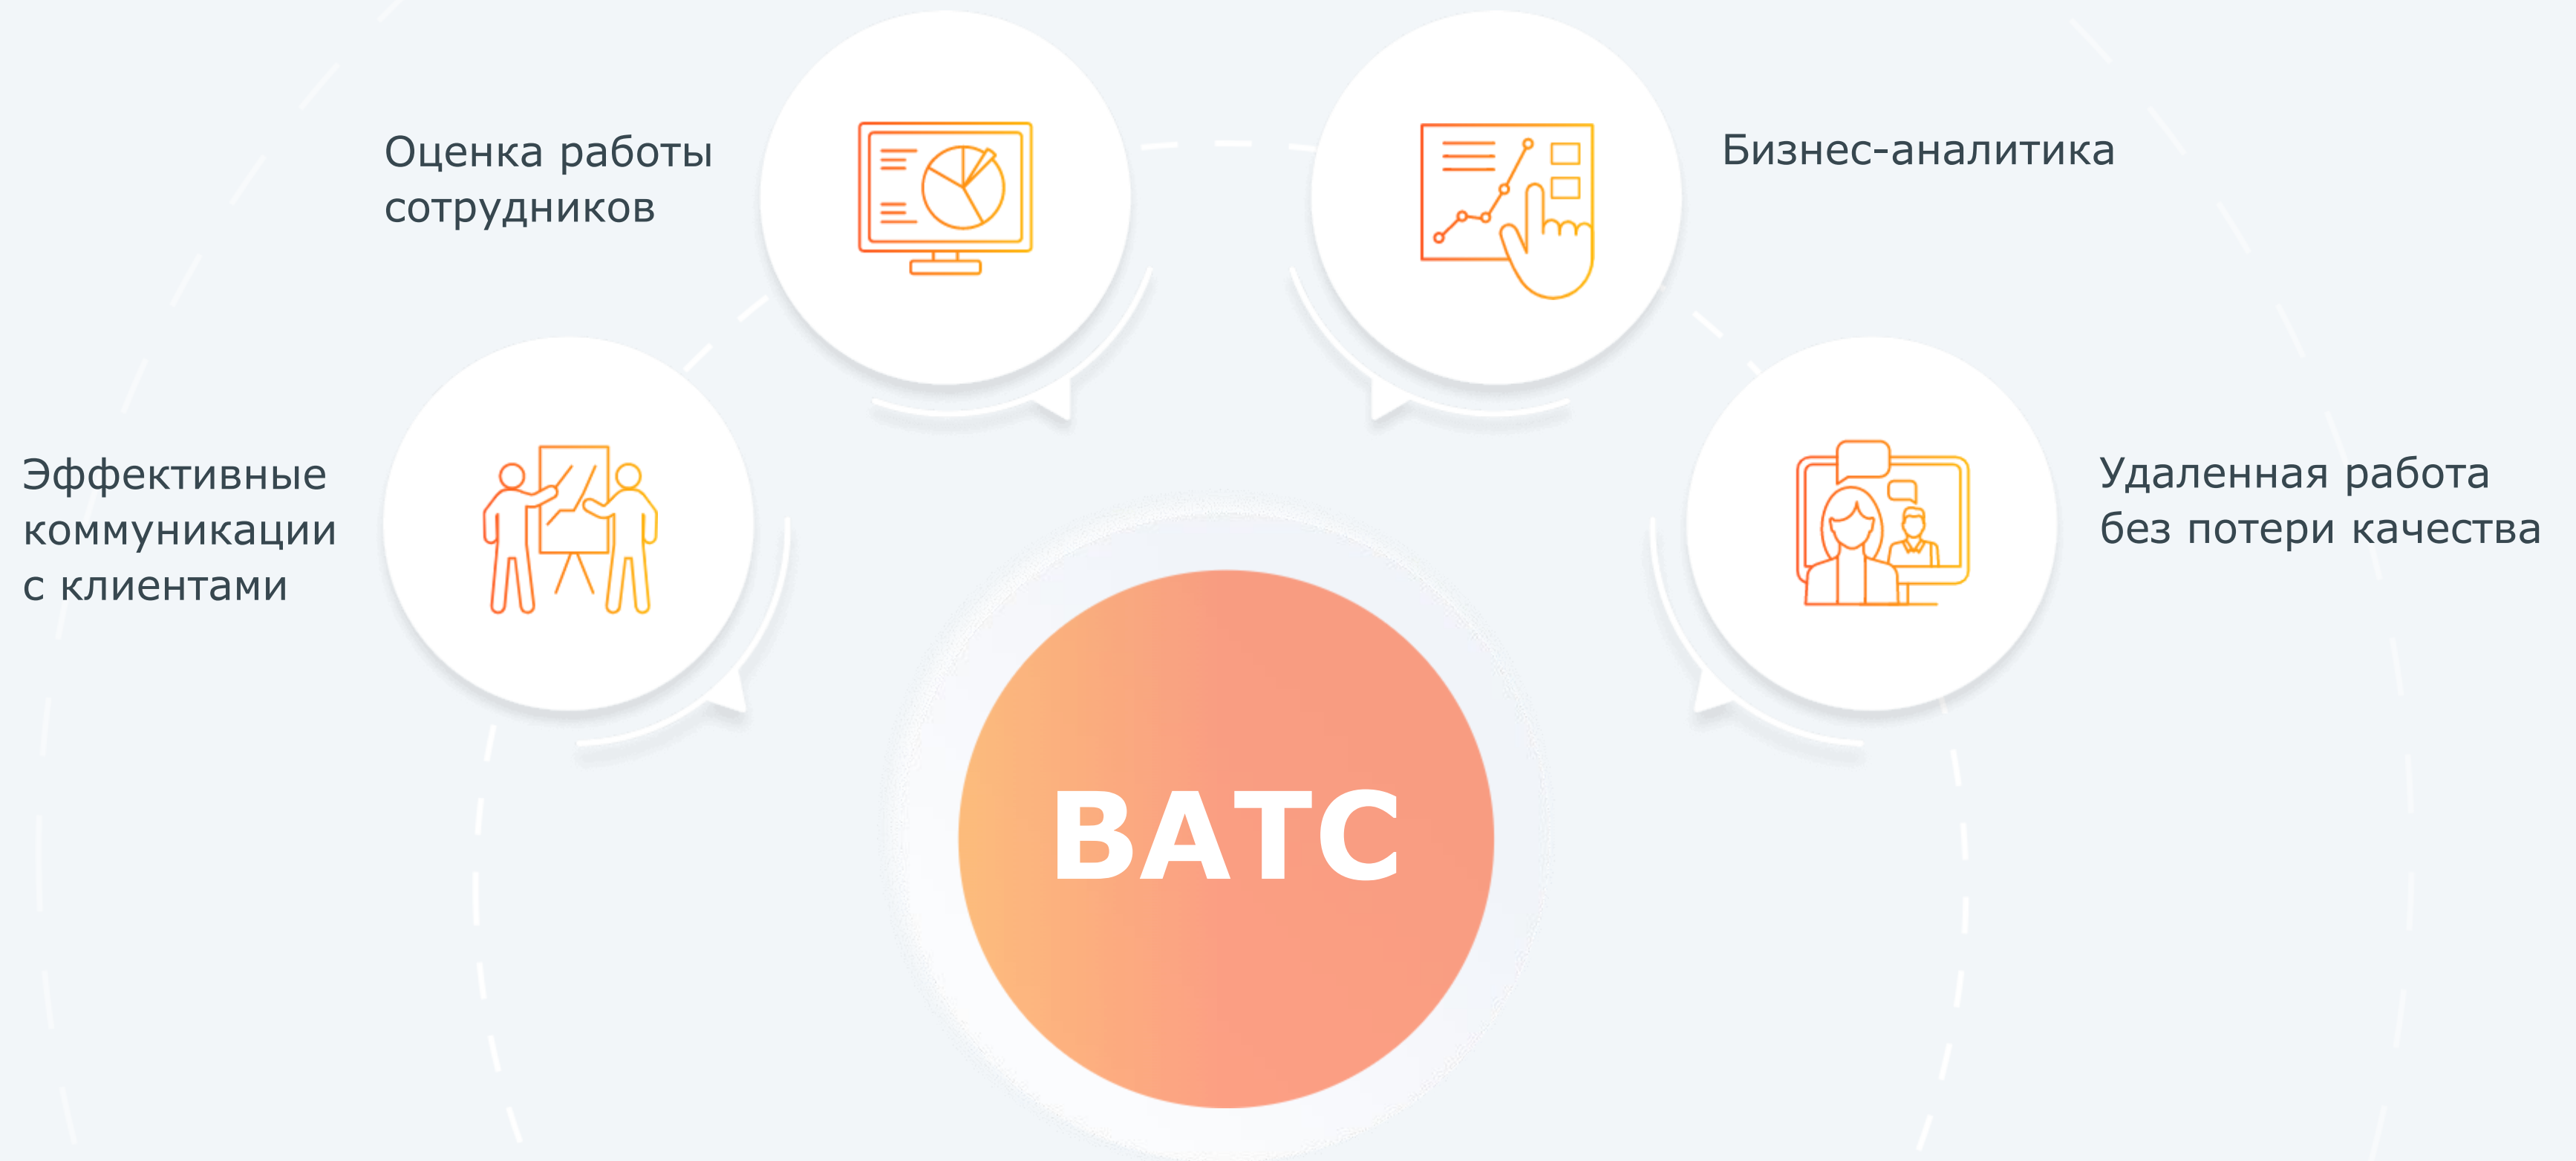 Оценка работы
сотрудников
Бизнес-аналитика
Эффективные
коммуникации
с клиентами
Удаленная работа
без потери качества
ВАТС